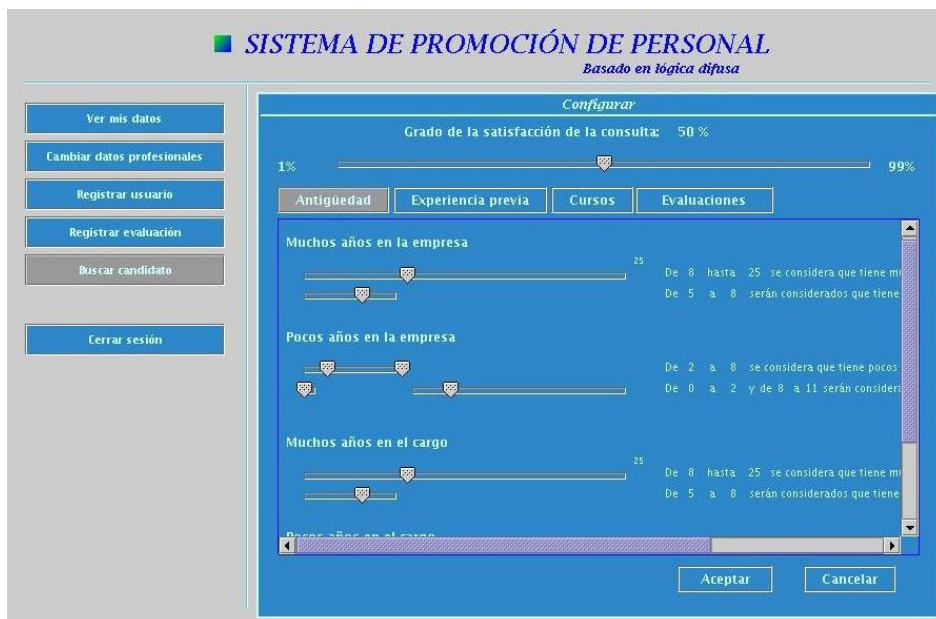 SISTEMA DE PROMOCIÓN DE PERSONAL
Basado en lógica difusa
Ver mis datos
Cambiar datos profesionales
Registrar usuario
Registrar evaluación
Buscar candidato
Cerrar sesión
Configurar
Grado de la satisfacción de la consulta: 50 %
1% 99%
Antigüedad Experiencia previa Cursos Evaluaciones
Muchos años en la empresa
25
De 8 hasta 25 se considera que tiene
De 5 a 8 serán considerados que tiene
Pocos años en la empresa
De 2 a 8 se considera que tiene pocos
De 0 a 2 y de 8 a 11 serán
Muchos años en el cargo
25
De 8 hasta 25 se considera que tiene
De 5 a 8 serán considerados que tiene
Pocos años en el cargo
Aceptar Cancelar